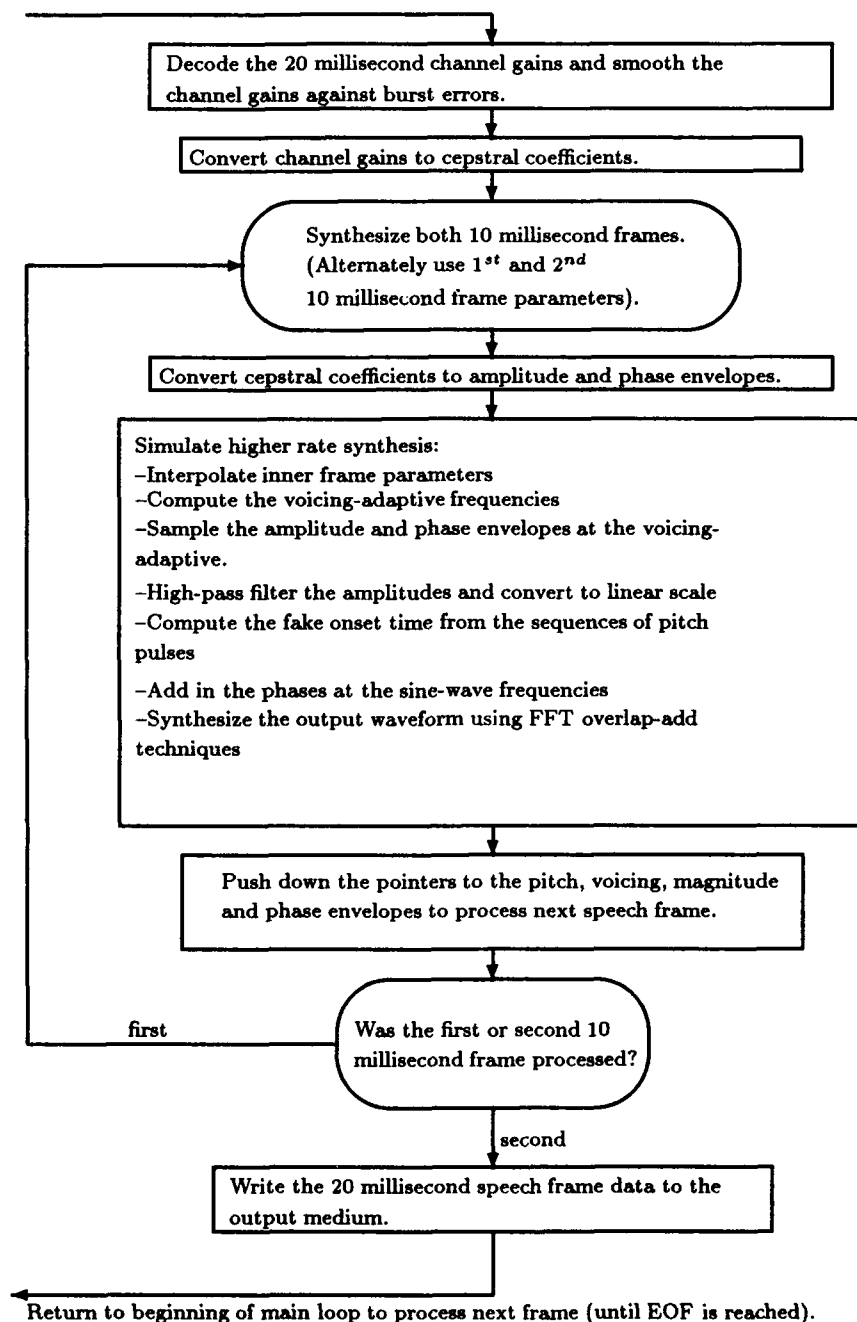 Decode the 20 millisecond channel gains and smooth the
channel gains against burst errors.
Convert channel gains to cepstral coefficients.
Synthesize both 10 millisecond frames.
(Alternately use 1st and 2nd
10 millisecond frame parameters).
Convert cepstral coefficients to amplitude and phase envelopes.
Simulate higher rate synthesis:
–Interpolate inner frame parameters
–Compute the voicing-adaptive frequencies
–Sample the amplitude and phase envelopes at the voicing-
adaptive.
–High-pass filter the amplitudes and convert to linear scale
–Compute the fake onset time from the sequences of pitch
pulses
–Add in the phases at the sine-wave frequencies
–Synthesize the output waveform using FFT overlap-add
techniques
Push down the pointers to the pitch, voicing, magnitude
and phase envelopes to process next speech frame.
first
Was the first or second 10
millisecond frame processed?
second
Write the 20 millisecond speech frame data to the
output medium.
Return to beginning of main loop to process next frame (until EOF is reached).